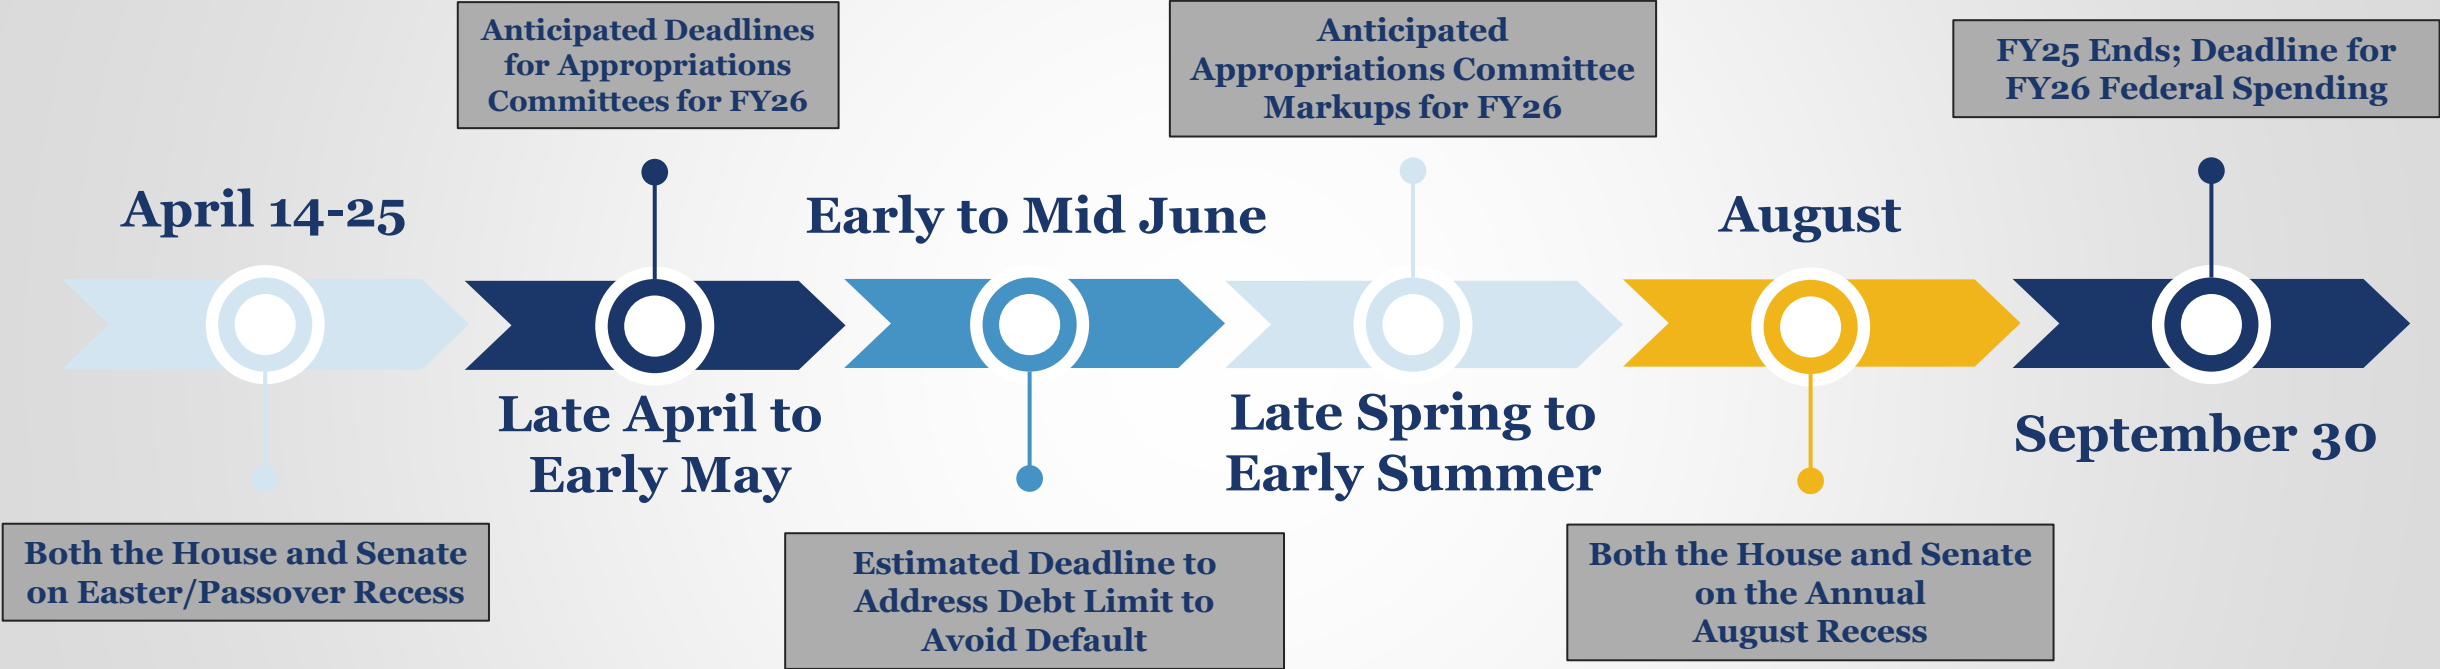 April 14-25
Both the House and Senate
on Easter/Passover Recess
Anticipated Deadlines
for Appropriations
Committees for FY26
Late April to
Early May
Early to Mid June
Estimated Deadline to
Address Debt Limit to
Avoid Default
Anticipated
Appropriations Committee
Markups for FY26
Late Spring to
Early Summer
August
Both the House and Senate
on the Annual
August Recess
FY25 Ends; Deadline for
FY26 Federal Spending
September 30